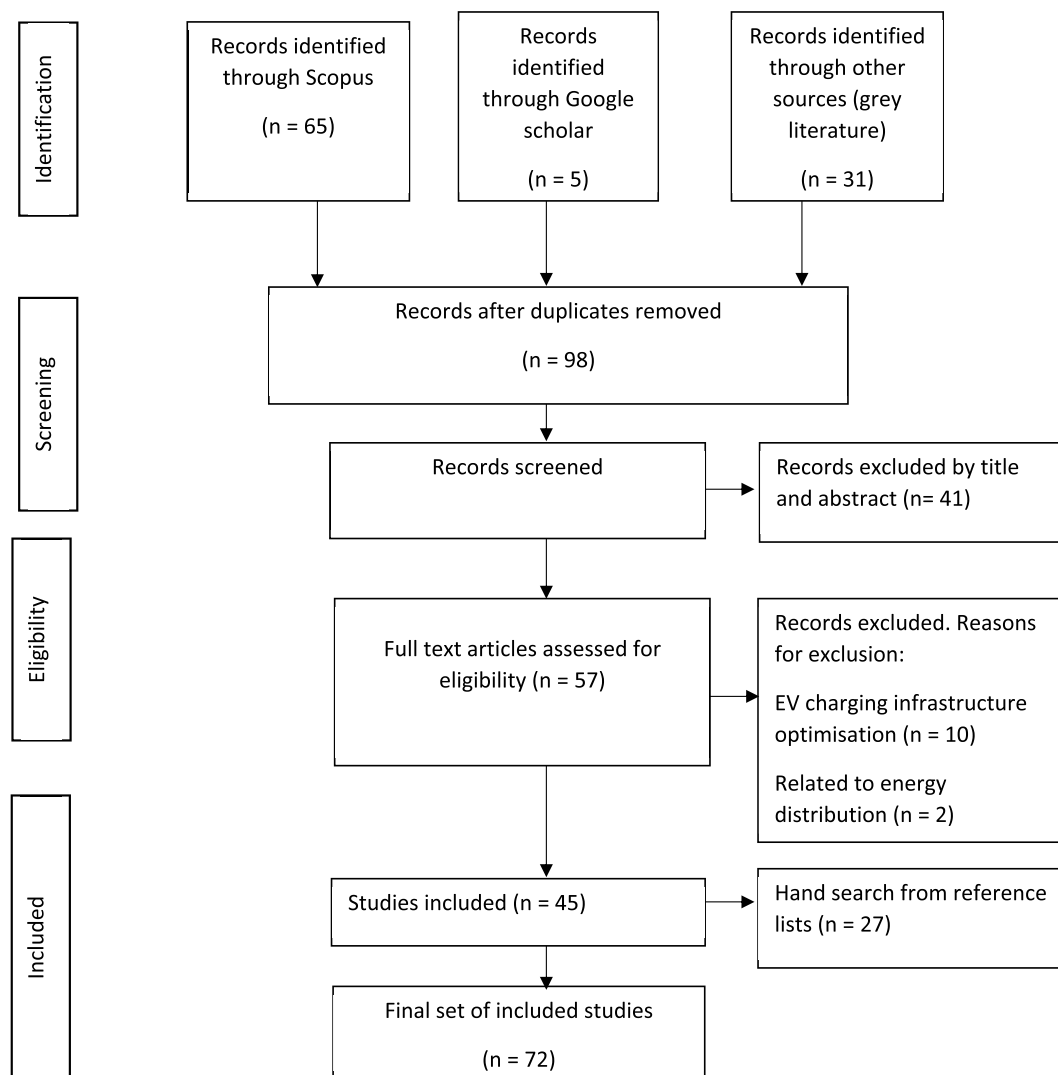 Identification
Records identified
through Scopus
(n = 65)
Records
identified
through Google
scholar
(n = 5)
Records identified
through other
sources (grey
literature)
(n = 31)
Screening
Records after duplicates removed
(n = 98)
Records screened
Records excluded by title
and abstract (n= 41)
Eligibility
Full text articles assessed for
eligibility (n = 57)
Records excluded. Reasons
for exclusion:
EV charging infrastructure
optimisation (n = 10)
Related to energy
distribution (n = 2)
Included
Studies included (n = 45)
Hand search from reference
lists (n = 27)
Final set of included studies
(n = 72)